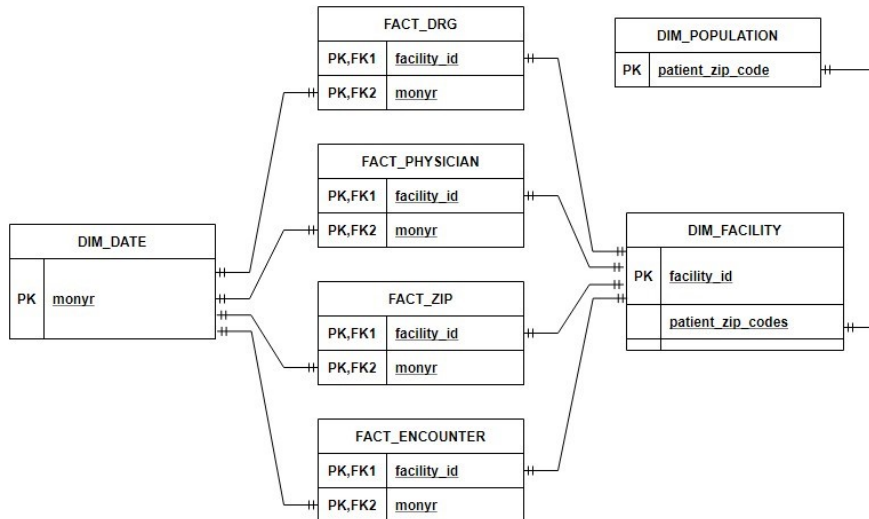 FACT_DRG
PK,FK1 facility_id
PK,FK2 monyr
DIM_POPULATION
PK patient_zip_code
FACT_PHYSICIAN
PK,FK1 facility_id
PK,FK2 monyr
DIM_DATE
PK monyr
DIM_FACILITY
PK facility_id
patient_zip_codes
FACT_ZIP
PK,FK1 facility_id
PK,FK2 monyr
FACT_ENCOUNTER
PK,FK1 facility_id
PK,FK2 monyr